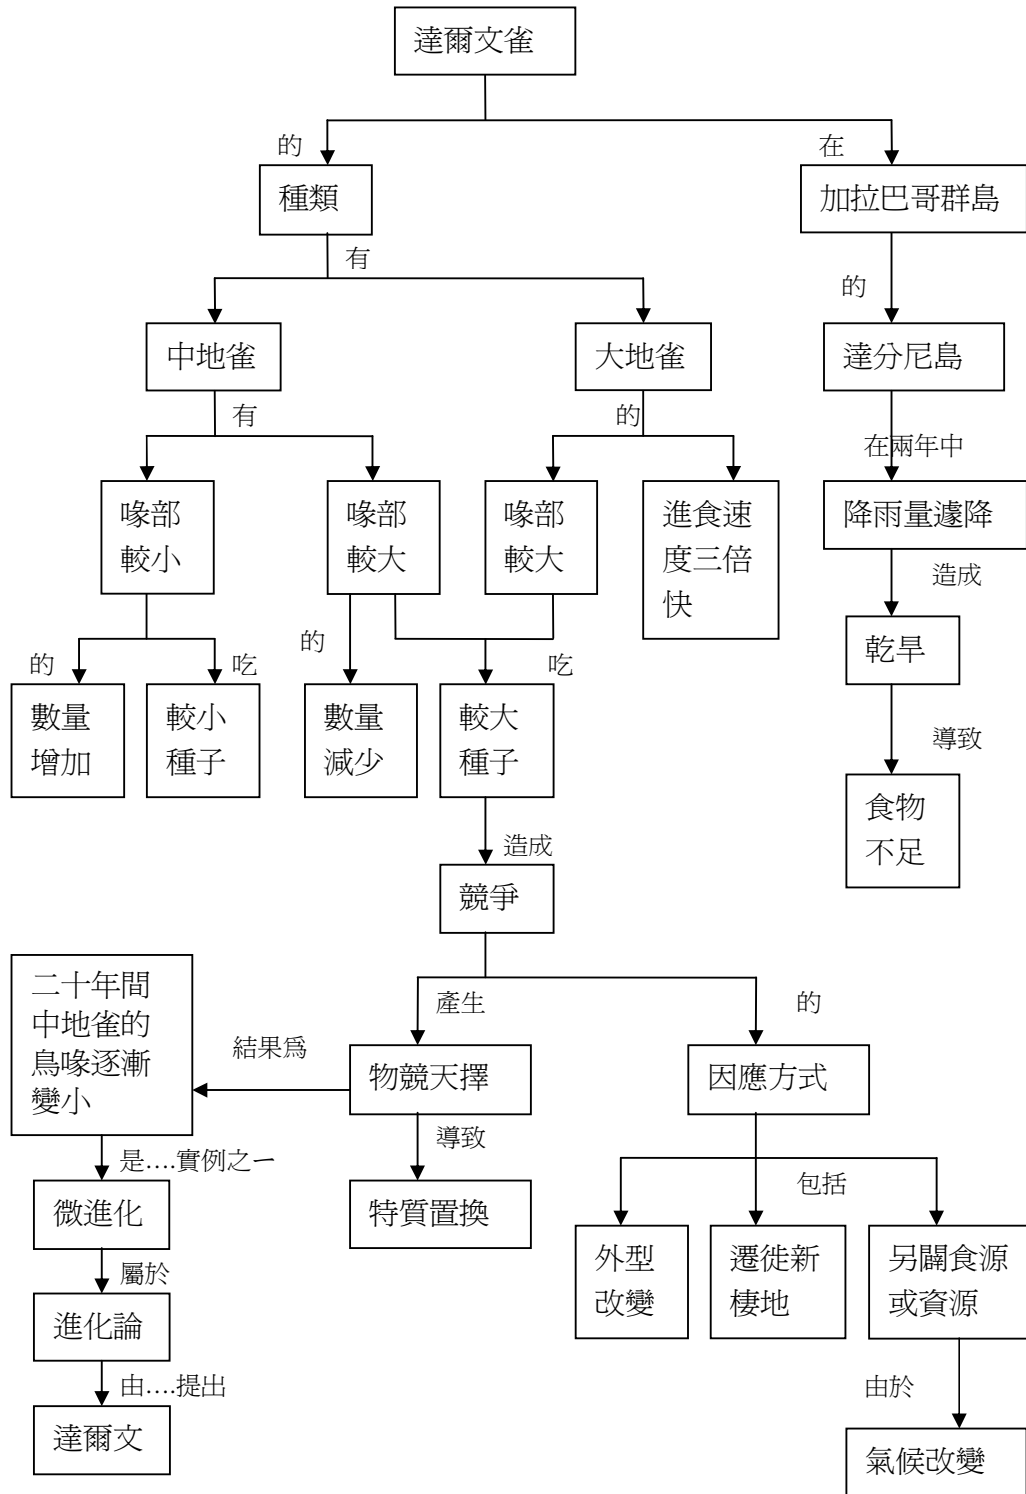 達爾文雀
的
在
種類
加拉巴哥群島
有
的
中地雀
大地雀
達分尼島
有
的
在兩年中
喙部
較小
喙部
較大
喙部
較大
進食速
度三倍
快
降雨量遽降
造成
的
吃
的
吃
乾旱
數量
增加
較小
種子
數量
減少
較大
種子
導致
食物
不足
造成
競爭
二十年間
中地雀的
鳥喙逐漸
變小
產生
的
結果為
物競天擇
因應方式
導致
是....實例之一
包括
微進化
特質置換
外型
改變
遷徙新
棲地
另闢食源
或資源
屬於
進化論
由....提出
由於
達爾文
氣候改變